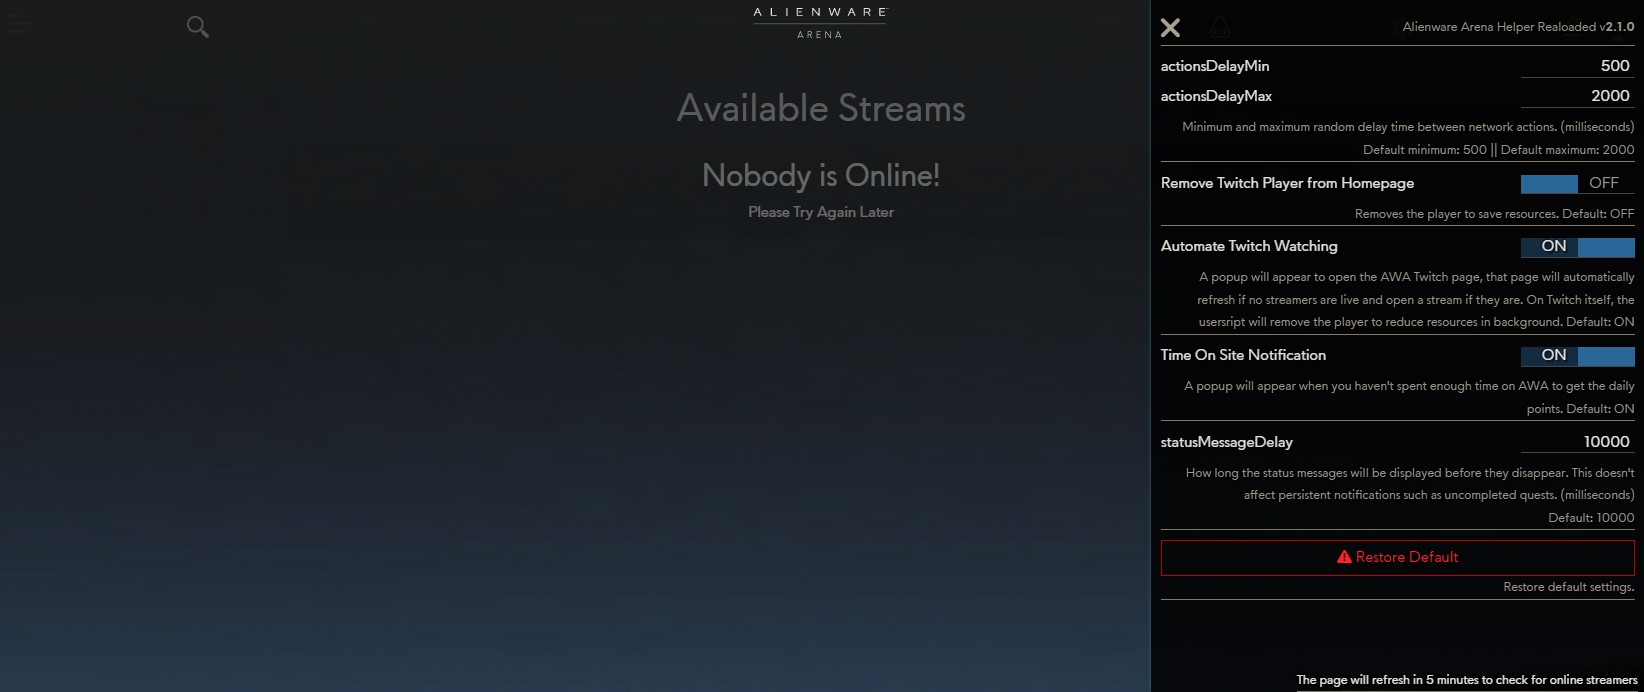 ALIENWARE
ARENA
Available Streams
Nobody is Online!
Please Try Again Later
Alienware Arena Helper Realoaded v2.1.0
actionsDelayMin 500
actionsDelayMax 2000
Minimum and maximum random delay time between network actions. (milliseconds)
Default minimum: 500 || Default maximum: 2000
Remove Twitch Player from Homepage OFF
Removes the player to save resources. Default: OFF
Automate Twitch Watching ON
A popup will appear to open the AWA Twitch page, that page will automatically
refresh if no streamers are live and open a stream if they are. On Twitch itself, the
usersript will remove the player to reduce resources in background. Default: ON
Time On Site Notification ON
A popup will appear when you haven't spent enough time on AWA to get the daily
points. Default: ON
statusMessageDelay 10000
How long the status messages will be displayed before they disappear. This doesn't
affect persistent notifications such as uncompleted quests. (milliseconds)
Default: 10000
Restore Default
Restore default settings.
The page will refresh in 5 minutes to check for online streamers